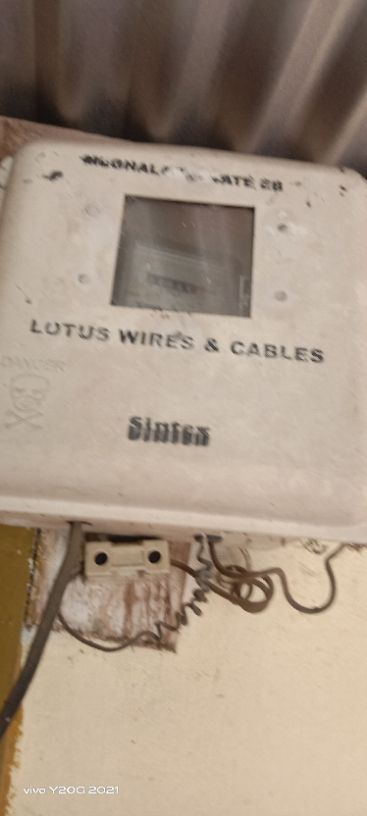 LOTUS WIRES & CABLES
DANGER
Sintex
vivo Y20G 2021